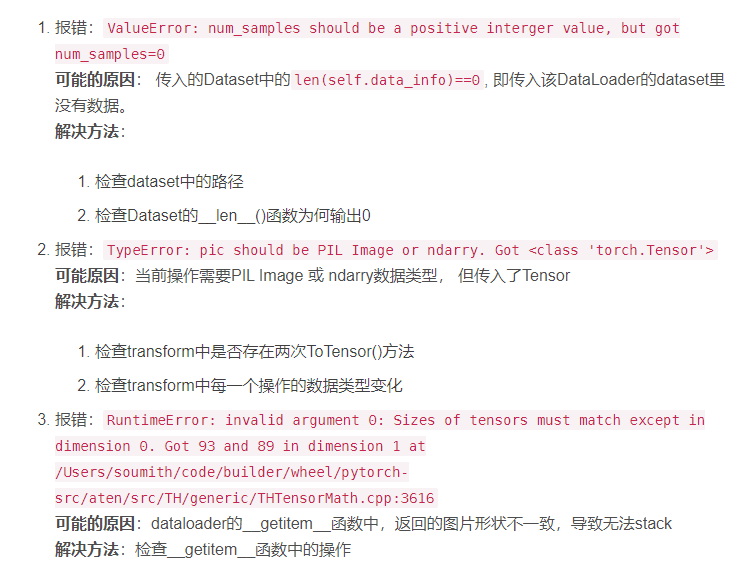 1. 报错： ValueError: num_samples should be a positive interger value, but got
num_samples=0
可能的原因： 传入的Dataset中的 len(self.data_info)==0 , 即传入该DataLoader的dataset里
没有数据。
解决方法：
1. 检查dataset中的路径
2. 检查Dataset的__len__()函数为何输出0
2. 报错： TypeError: pic should be PIL Image or ndarry. Got <class 'torch.Tensor'>
可能原因：当前操作需要PIL Image 或 ndarry数据类型， 但传入了Tensor
解决方法：
1. 检查transform中是否存在两次ToTensor()方法
2. 检查transform中每一个操作的数据类型变化
3. 报错： RuntimeError: invalid argument 0: Sizes of tensors must match except in
dimension 0. Got 93 and 89 in dimension 1 at
/Users/soumith/code/builder/wheel/pytorch-
src/aten/src/TH/generic/THTensorMath.cpp:3616
可能的原因：dataloader的__getitem__函数中，返回的图片形状不一致，导致无法stack
解决方法：检查__getitem__函数中的操作